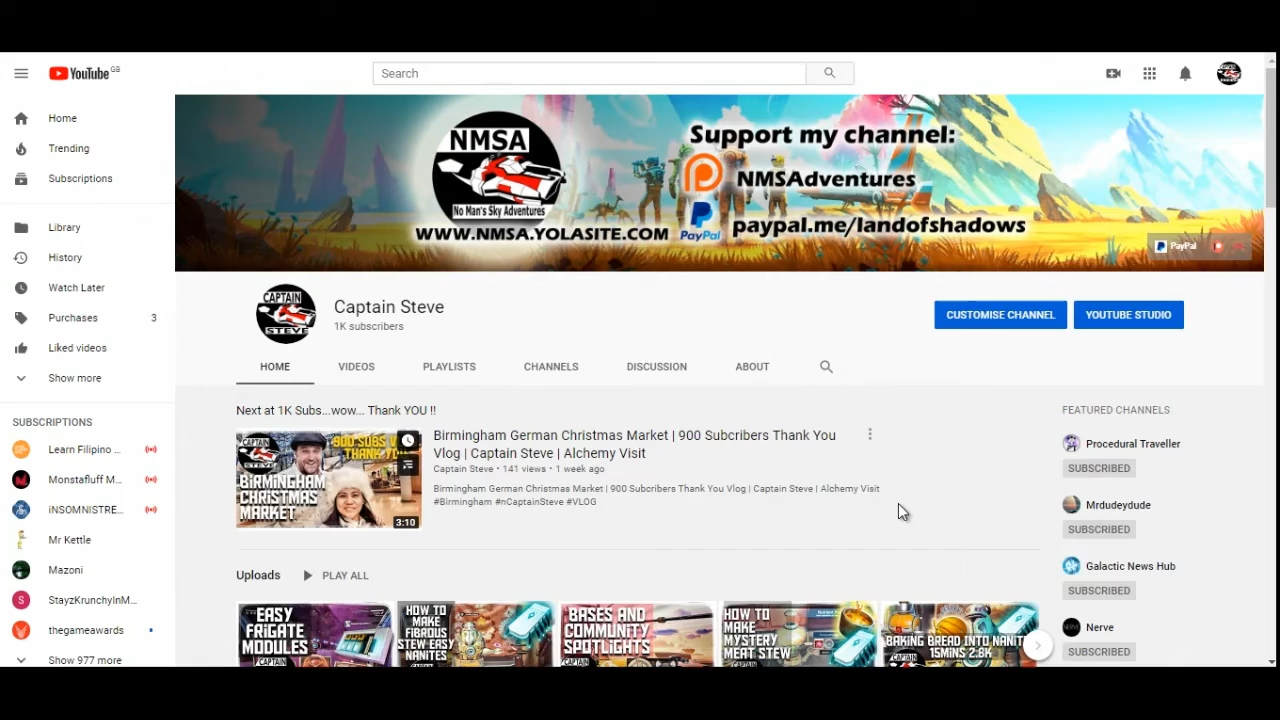 YouTube GB
Search
Home
Trending
Subscriptions
Library
History
Watch Later
Purchases 3
Liked videos
Show more
SUBSCRIPTIONS
Learn Filipino ...
Monstafluff M...
iNSOMNISTRE...
Mr Kettle
Mazoni
StayzKrunchyInM...
thegameawards
Show 977 more
NMSA
No Man's Sky Adventures
WWW.NMSA.YOLASITE.COM
Support my channel:
NMSAdventures
PayPal
paypal.me/landofshadows
PayPal
CAPTAIN
STEVE
Captain Steve
1K subscribers
CUSTOMISE CHANNEL
YOUTUBE STUDIO
HOME
VIDEOS
PLAYLISTS
CHANNELS
DISCUSSION
ABOUT
Next at 1K Subs...wow... Thank YOU !!
CAPTAIN
STEVE
900 SUBS
THANK
BIRMINGHAM
CHRISTMAS
MARKET
3:10
Birmingham German Christmas Market | 900 Subcribers Thank You
Vlog | Captain Steve | Alchemy Visit
Captain Steve • 141 views • 1 week ago
Birmingham German Christmas Market | 900 Subcribers Thank You Vlog | Captain Steve | Alchemy Visit
#Birmingham #nCaptainSteve #VLOG
Uploads
PLAY ALL
EASY
FRIGATE
MODULES
CAPTAIN
HOW TO
MAKE
FIBROUS
STEW EASY
NANITES
BASES AND
COMMUNITY
SPOTLIGHTS
CAPTAIN
HOW TO
MAKE
MYSTERY
MEAT STEW
BAKING BREAD INTO NANIT
15MINS 2.6K
CAPTAIN
FEATURED CHANNELS
Procedural Traveller
SUBSCRIBED
Mrdudeydude
SUBSCRIBED
Galactic News Hub
SUBSCRIBED
Nerve
SUBSCRIBED